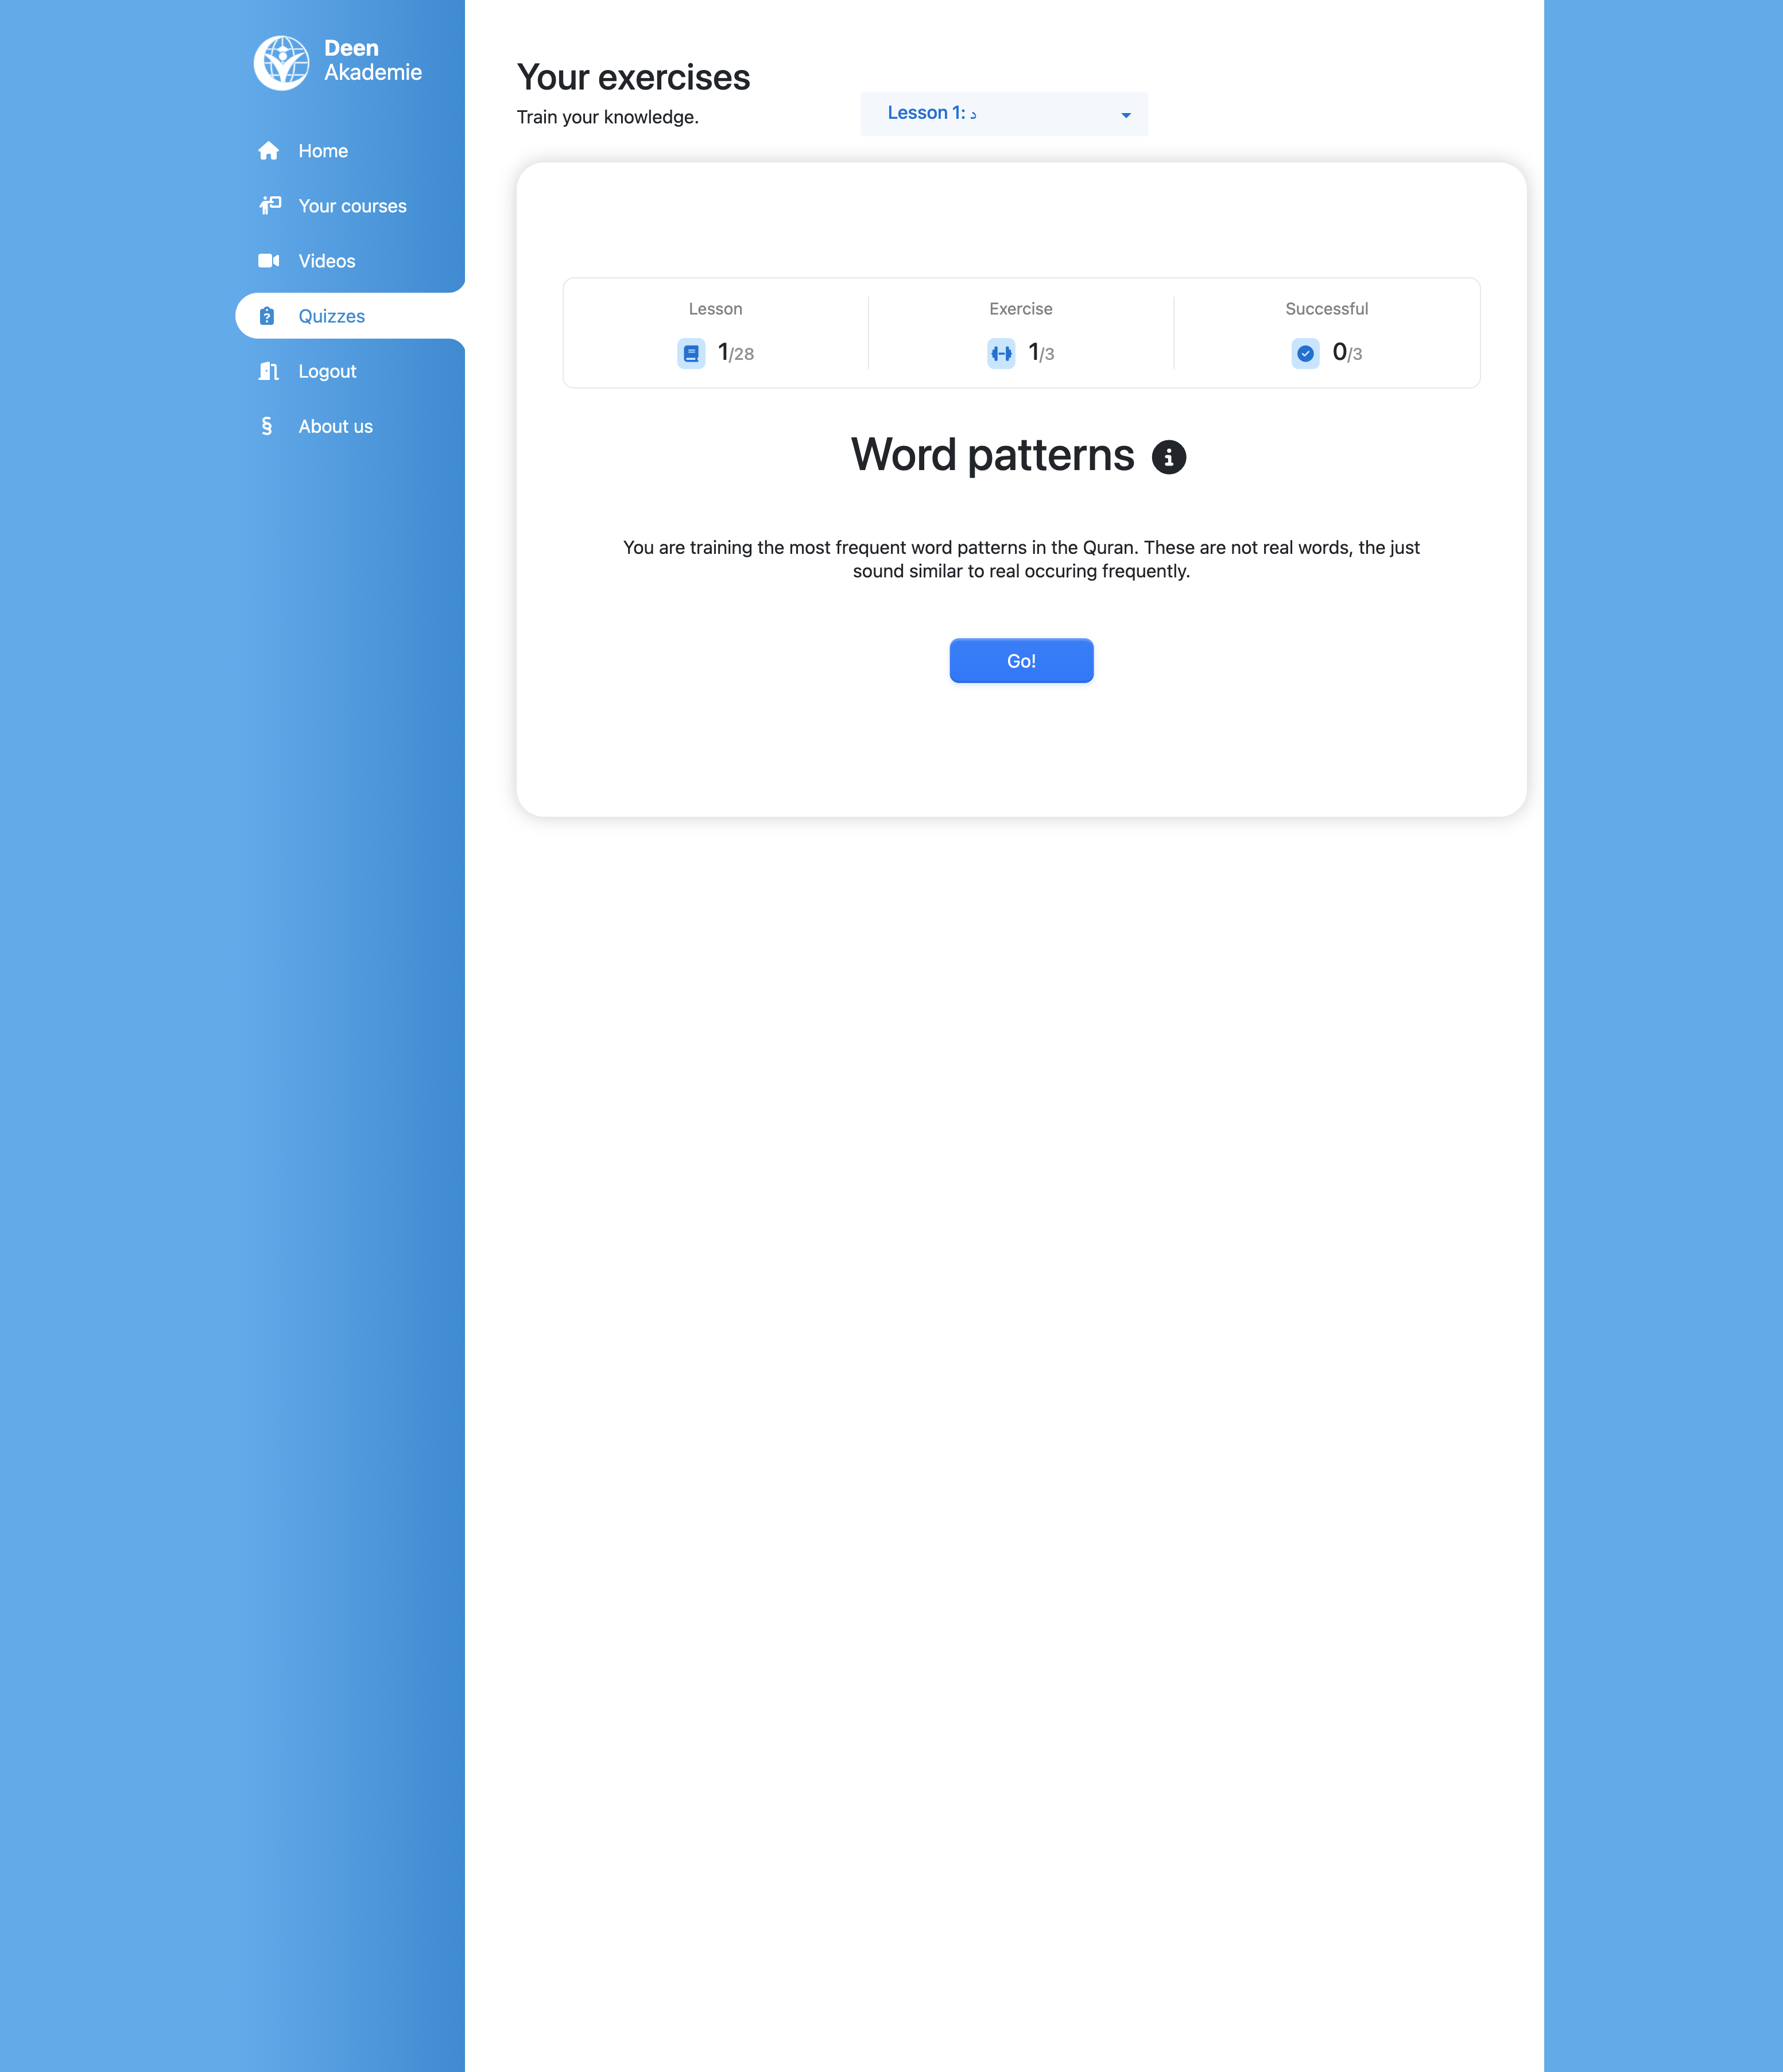 Deen
Akademie
Home
Your courses
Videos
Quizzes
Logout
§ About us
Your exercises
Train your knowledge.
Lesson 1: د
Lesson
1/28
Exercise
1/3
Successful
0/3
Word patterns
You are training the most frequent word patterns in the Quran. These are not real words, the just
sound similar to real occuring frequently.
Go!